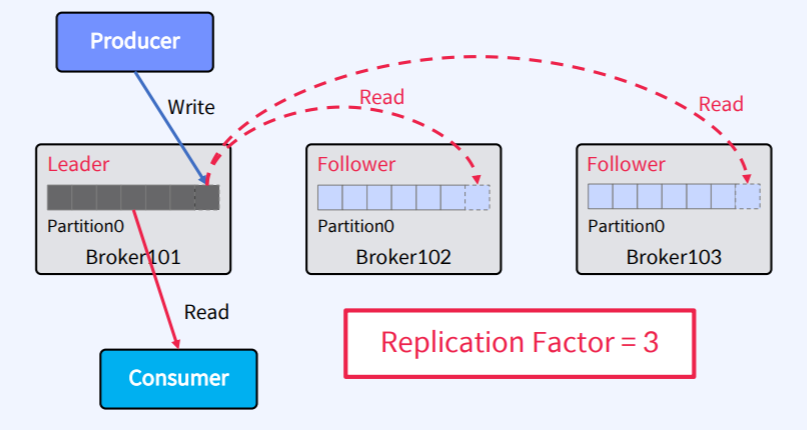 Producer
Write
Read
Read
Leader
Partition0
Broker101
Follower
Partition0
Broker102
Follower
Partition0
Broker103
Read
Replication Factor = 3
Consumer